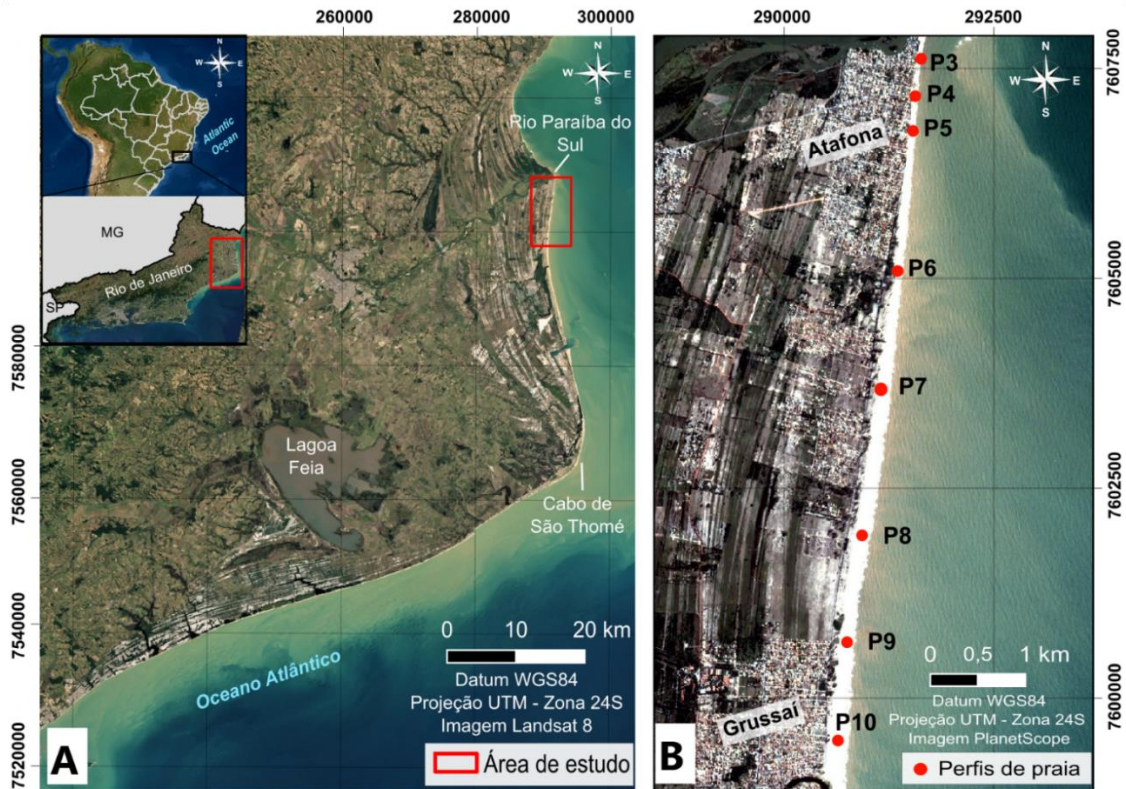 260000 280000 300000
N
W E
S
Atlantic
Ocean
MG
Rio de Janeiro
SP
N
W E
S
Rio Paraíba do
Sul
Lagoa
Feia
Cabo de
São Thomé
Oceano Atlântico
7580000
7560000
7540000
7520000
0 10 20 km
Datum WGS84
Projeção UTM - Zona 24S
Imagem Landsat 8
Área de estudo
A
290000 292500
N
W E
S
7607500
7605000
7602500
7600000
P3
P4
P5
Atafona
P6
P7
P8
P9
P10
Grussaí
0 0,5 1 km
Datum WGS84
Projeção UTM - Zona 24S
Imagem PlanetScope
Perfis de praia
B